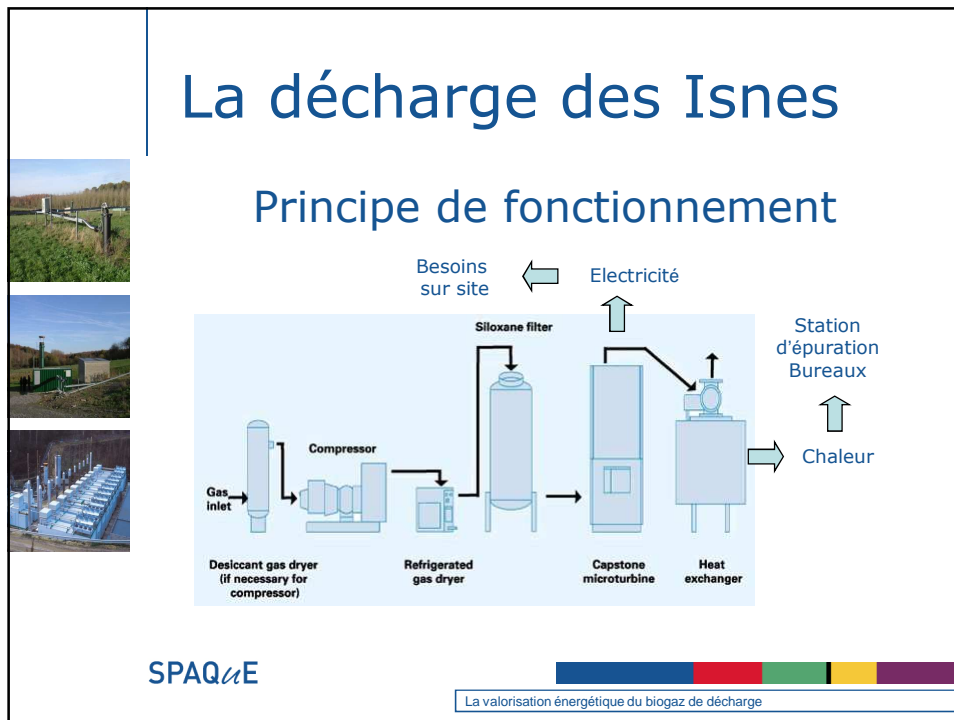 La décharge des Isnes
Principe de fonctionnement
Besoins
sur site
Electricité
Station
d'épuration
Bureaux
Chaleur
Siloxane filter
Compressor
Gas
inlet
Desiccant gas dryer
(if necessary for
compressor)
Refrigerated
gas dryer
Capstone
microturbine
Heat
exchanger
SPAQuE
La valorisation énergétique du biogaz de décharge